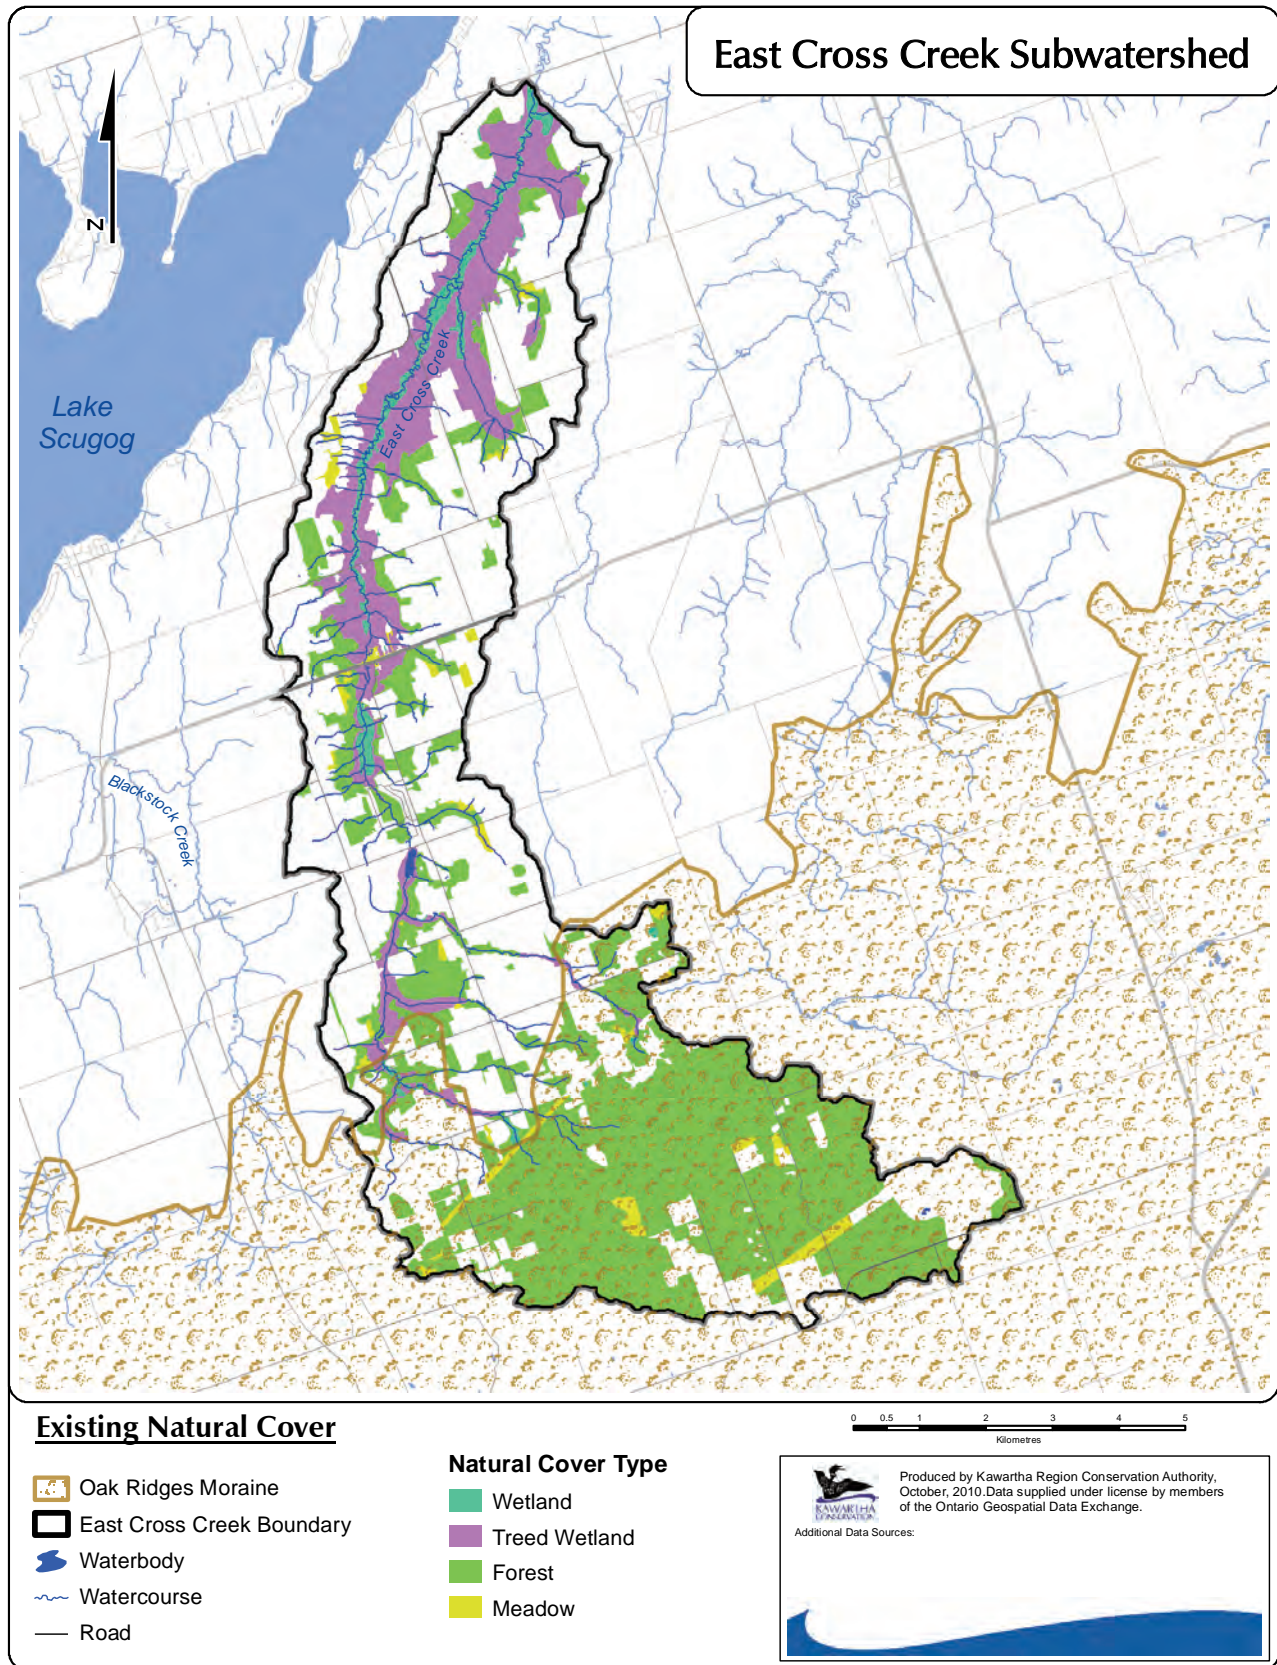 East Cross Creek Subwatershed
N
Lake
Scugog
East Cross Creek
Blackstock Creek
Existing Natural Cover
Oak Ridges Moraine
East Cross Creek Boundary
Waterbody
Watercourse
Road
Natural Cover Type
Wetland
Treed Wetland
Forest
Meadow
0 0.5 1 2 3 4 5
Kilometres
KAWARTHA
CONSERVATION
Produced by Kawartha Region Conservation Authority,
October, 2010.Data supplied under license by members
of the Ontario Geospatial Data Exchange.
Additional Data Sources: